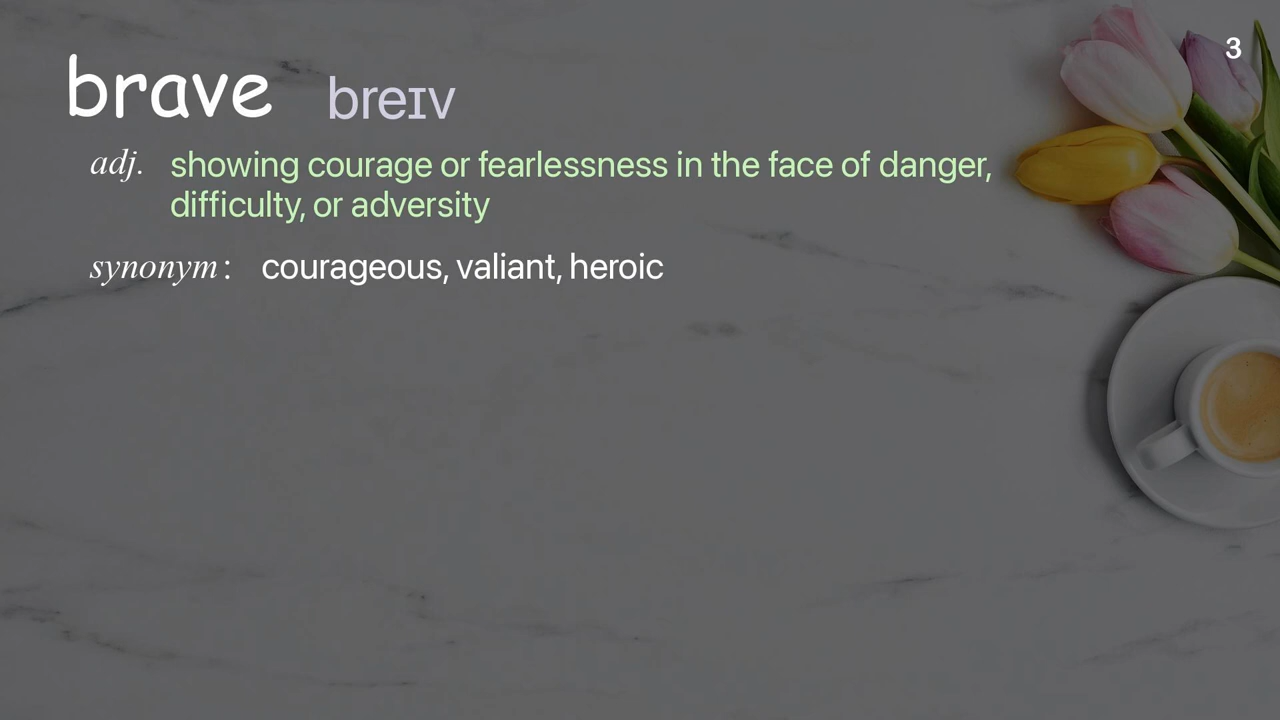 3
brave breɪv
adj. showing courage or fearlessness in the face of danger,
difficulty, or adversity
synonym: courageous, valiant, heroic